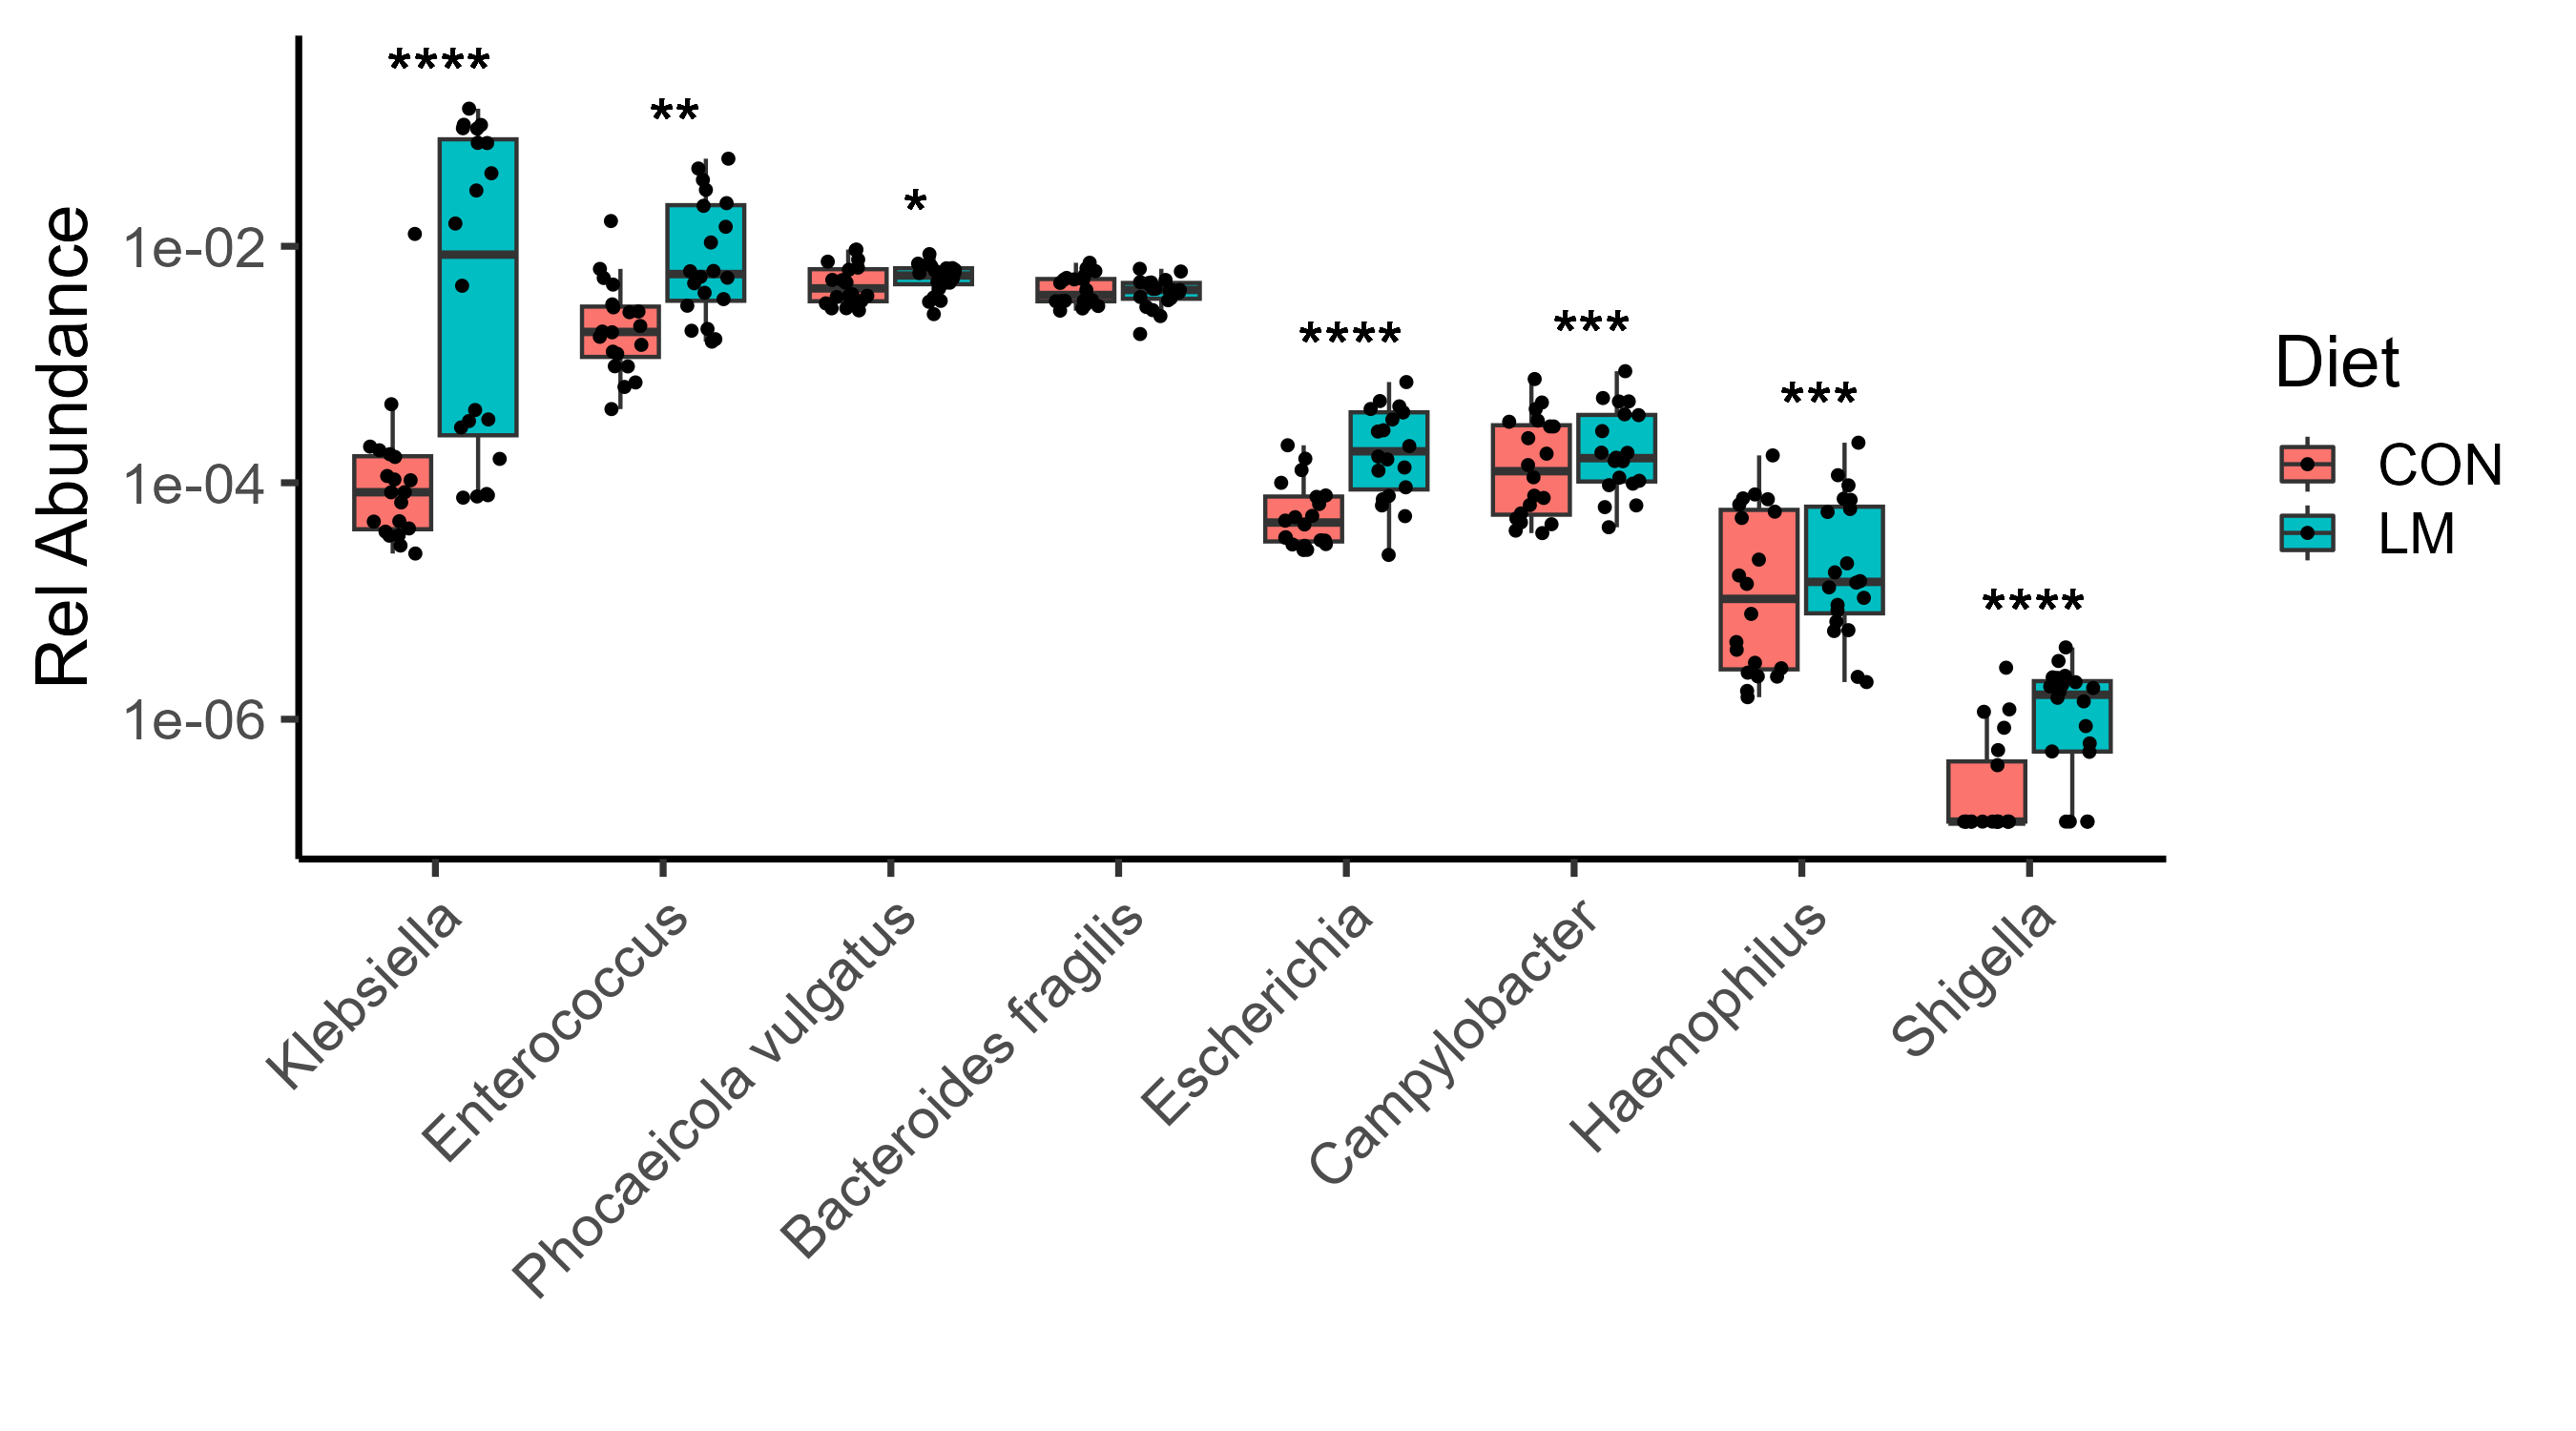 ****
**
*
****
***
***
****
Rel Abundance
1e-02
1e-04
1e-06
Klebsiella
Enterococcus
Phocaeicola vulgatus
Bacteroides fragilis
Escherichia
Campylobacter
Haemophilus
Shigella
Diet
CON
LM